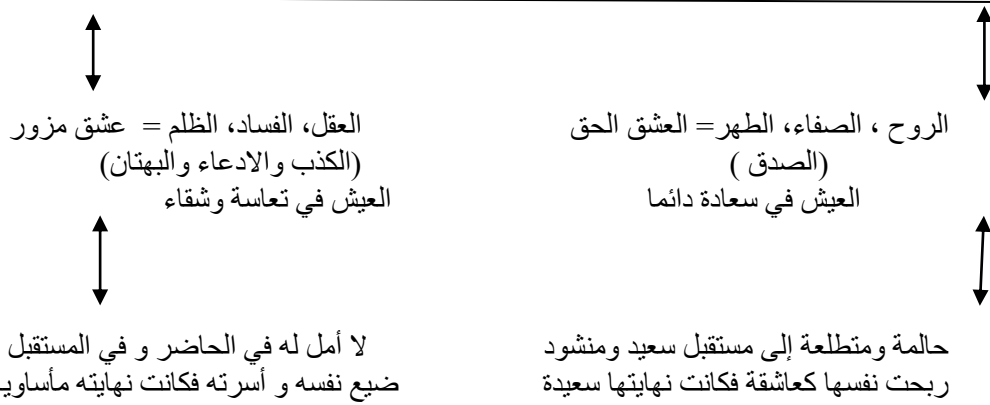 الروح ، الصفاء، الطهر= العشق الحق
(الصدق )
العيش في سعادة دائما
العقل، الفساد، الظلم = عشق مزور
(الكذب والادعاء والبهتان)
العيش في تعاسة وشقاء
حالمة ومتطلعة إلى مستقبل سعيد ومنشود
ربحت نفسها كعاشقة فكانت نهايتها سعيدة
لا أمل له في الحاضر و في المستقبل
ضيع نفسه و أسرته فكانت نهايته